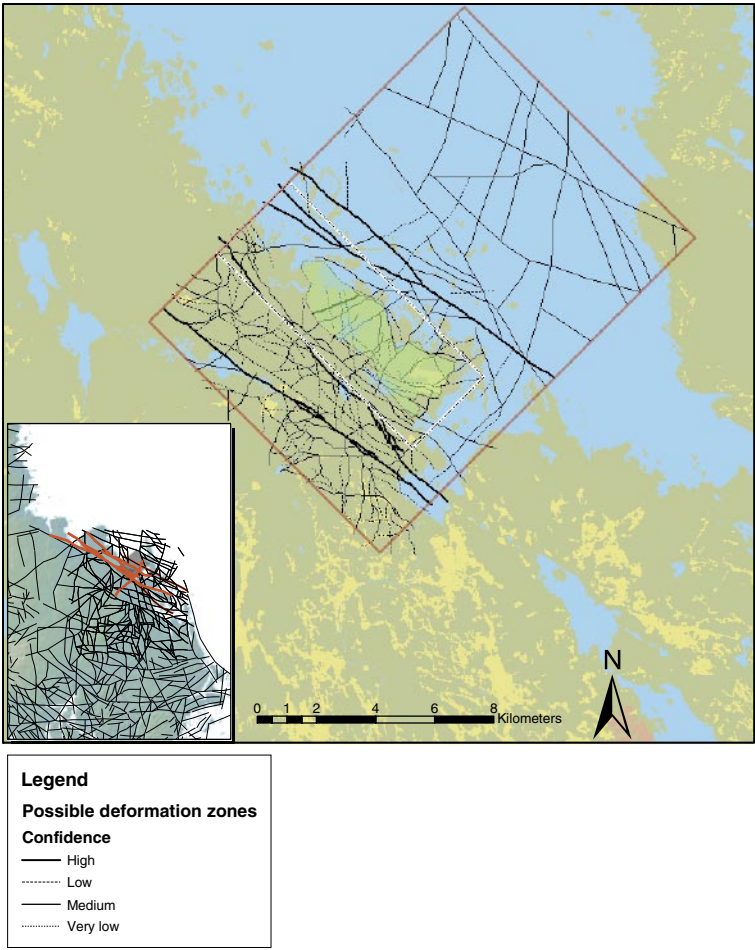 N
0 1 2 4 6 8
Kilometers
Legend
Possible deformation zones
Confidence
High
Low
Medium
Very low